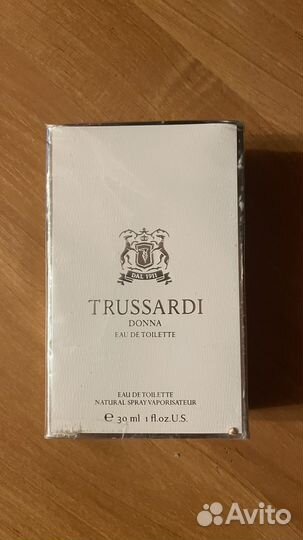 DAL 1911
TRUSSARDI
DONNA
EAU DE TOILETTE
EAU DE TOILETTE
NATURAL SPRAY VAPORISATEUR
℮ 30 ml 1 fl.oz.U.S.
Avito